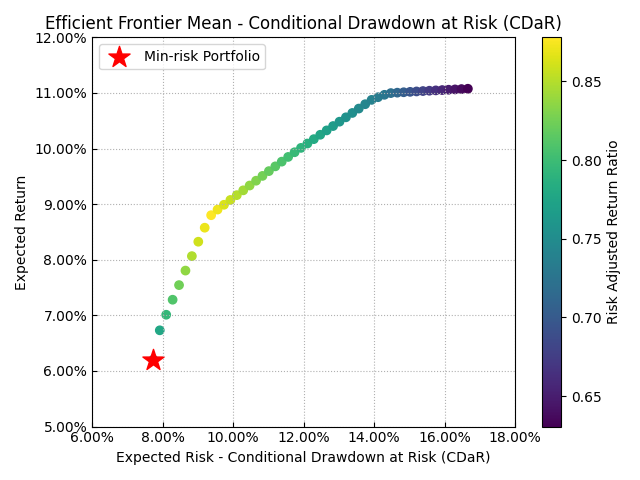 Efficient Frontier Mean - Conditional Drawdown at Risk (CDaR)
Min-risk Portfolio
12.00%
11.00%
10.00%
9.00%
8.00%
7.00%
6.00%
5.00%
Expected Return
6.00% 8.00% 10.00% 12.00% 14.00% 16.00% 18.00%
Expected Risk - Conditional Drawdown at Risk (CDaR)
0.85
0.80
0.75
0.70
0.65
Risk Adjusted Return Ratio